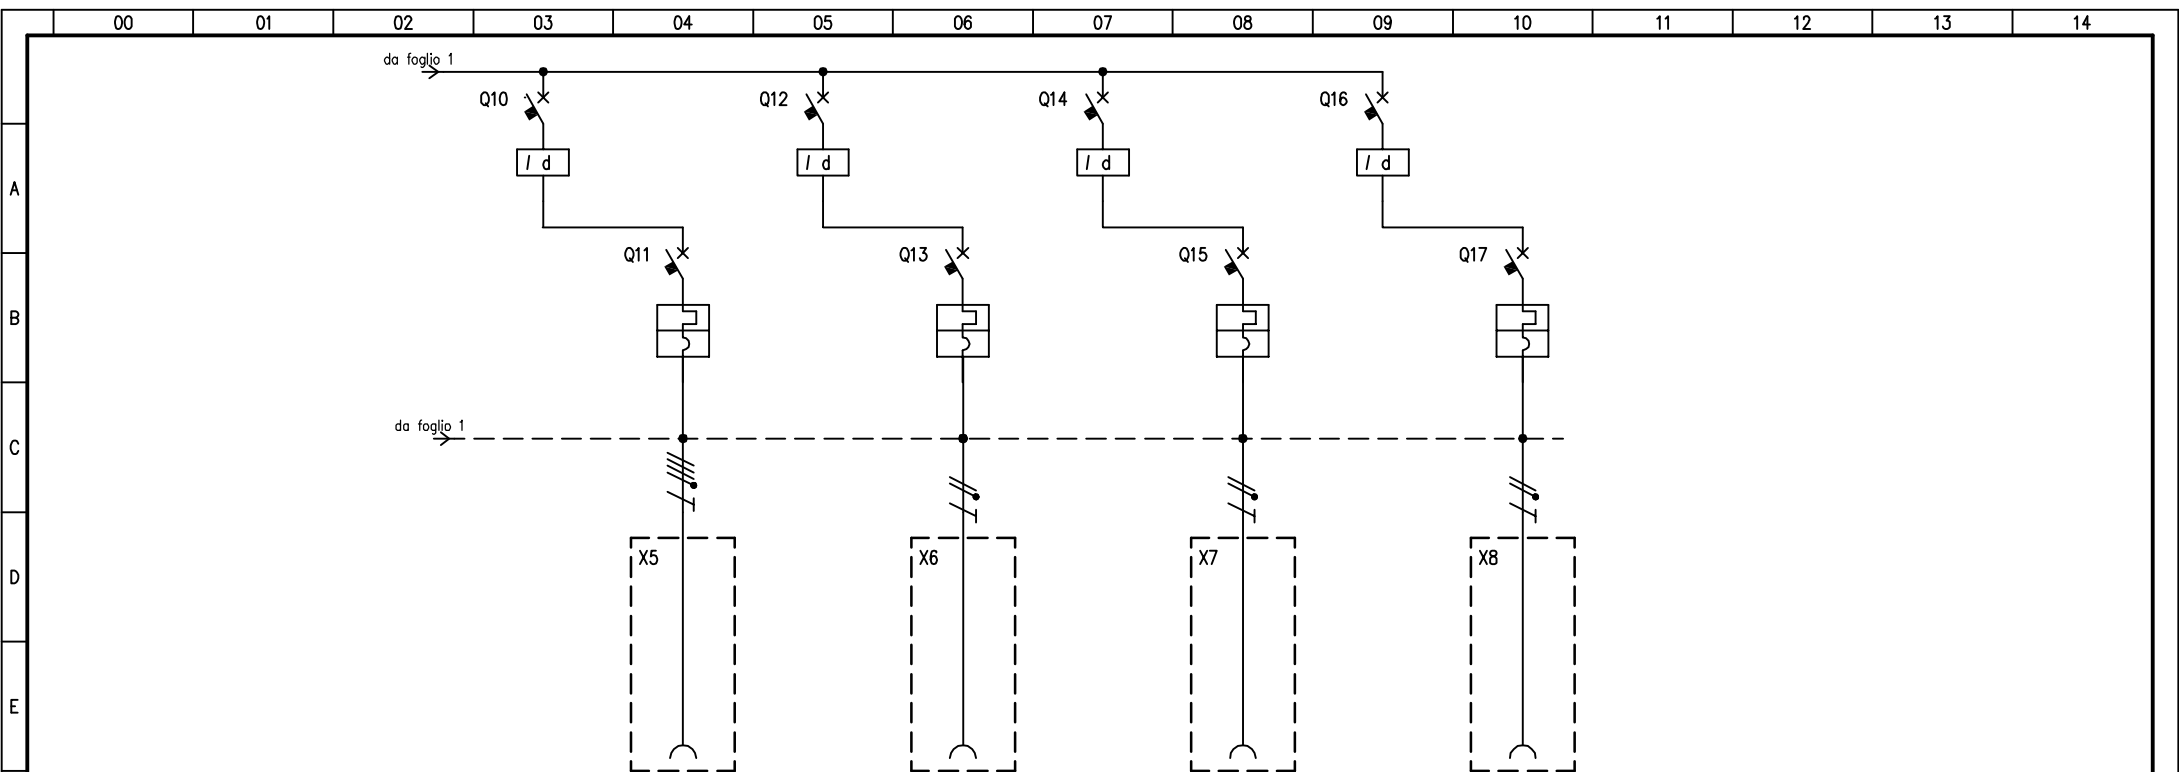 00 01 02 03 04 05 06 07 08 09 10 11 12 13 14
da foglio 1
Q10 Q12 Q14 Q16
I d I d I d I d
A
Q11 Q13 Q15 Q17
B
da foglio 1
C
X5 X6 X7 X8
D
E